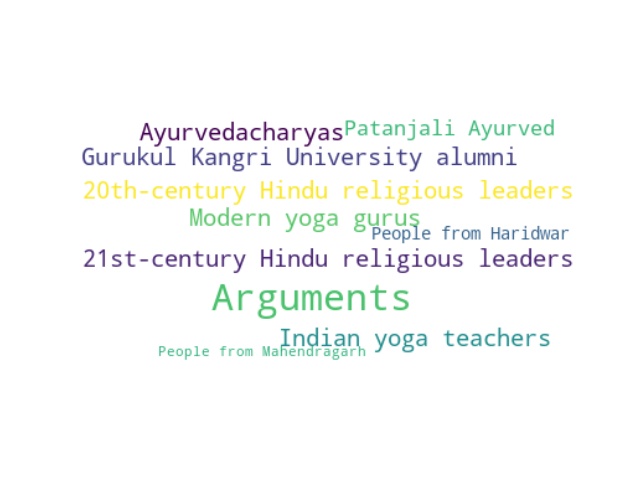 Ayurvedacharyas
Patanjali Ayurved
Gurukul Kangri University alumni
20th-century Hindu religious leaders
Modern yoga gurus
People from Haridwar
21st-century Hindu religious leaders
Arguments
Indian yoga teachers
People from Mahendragarh